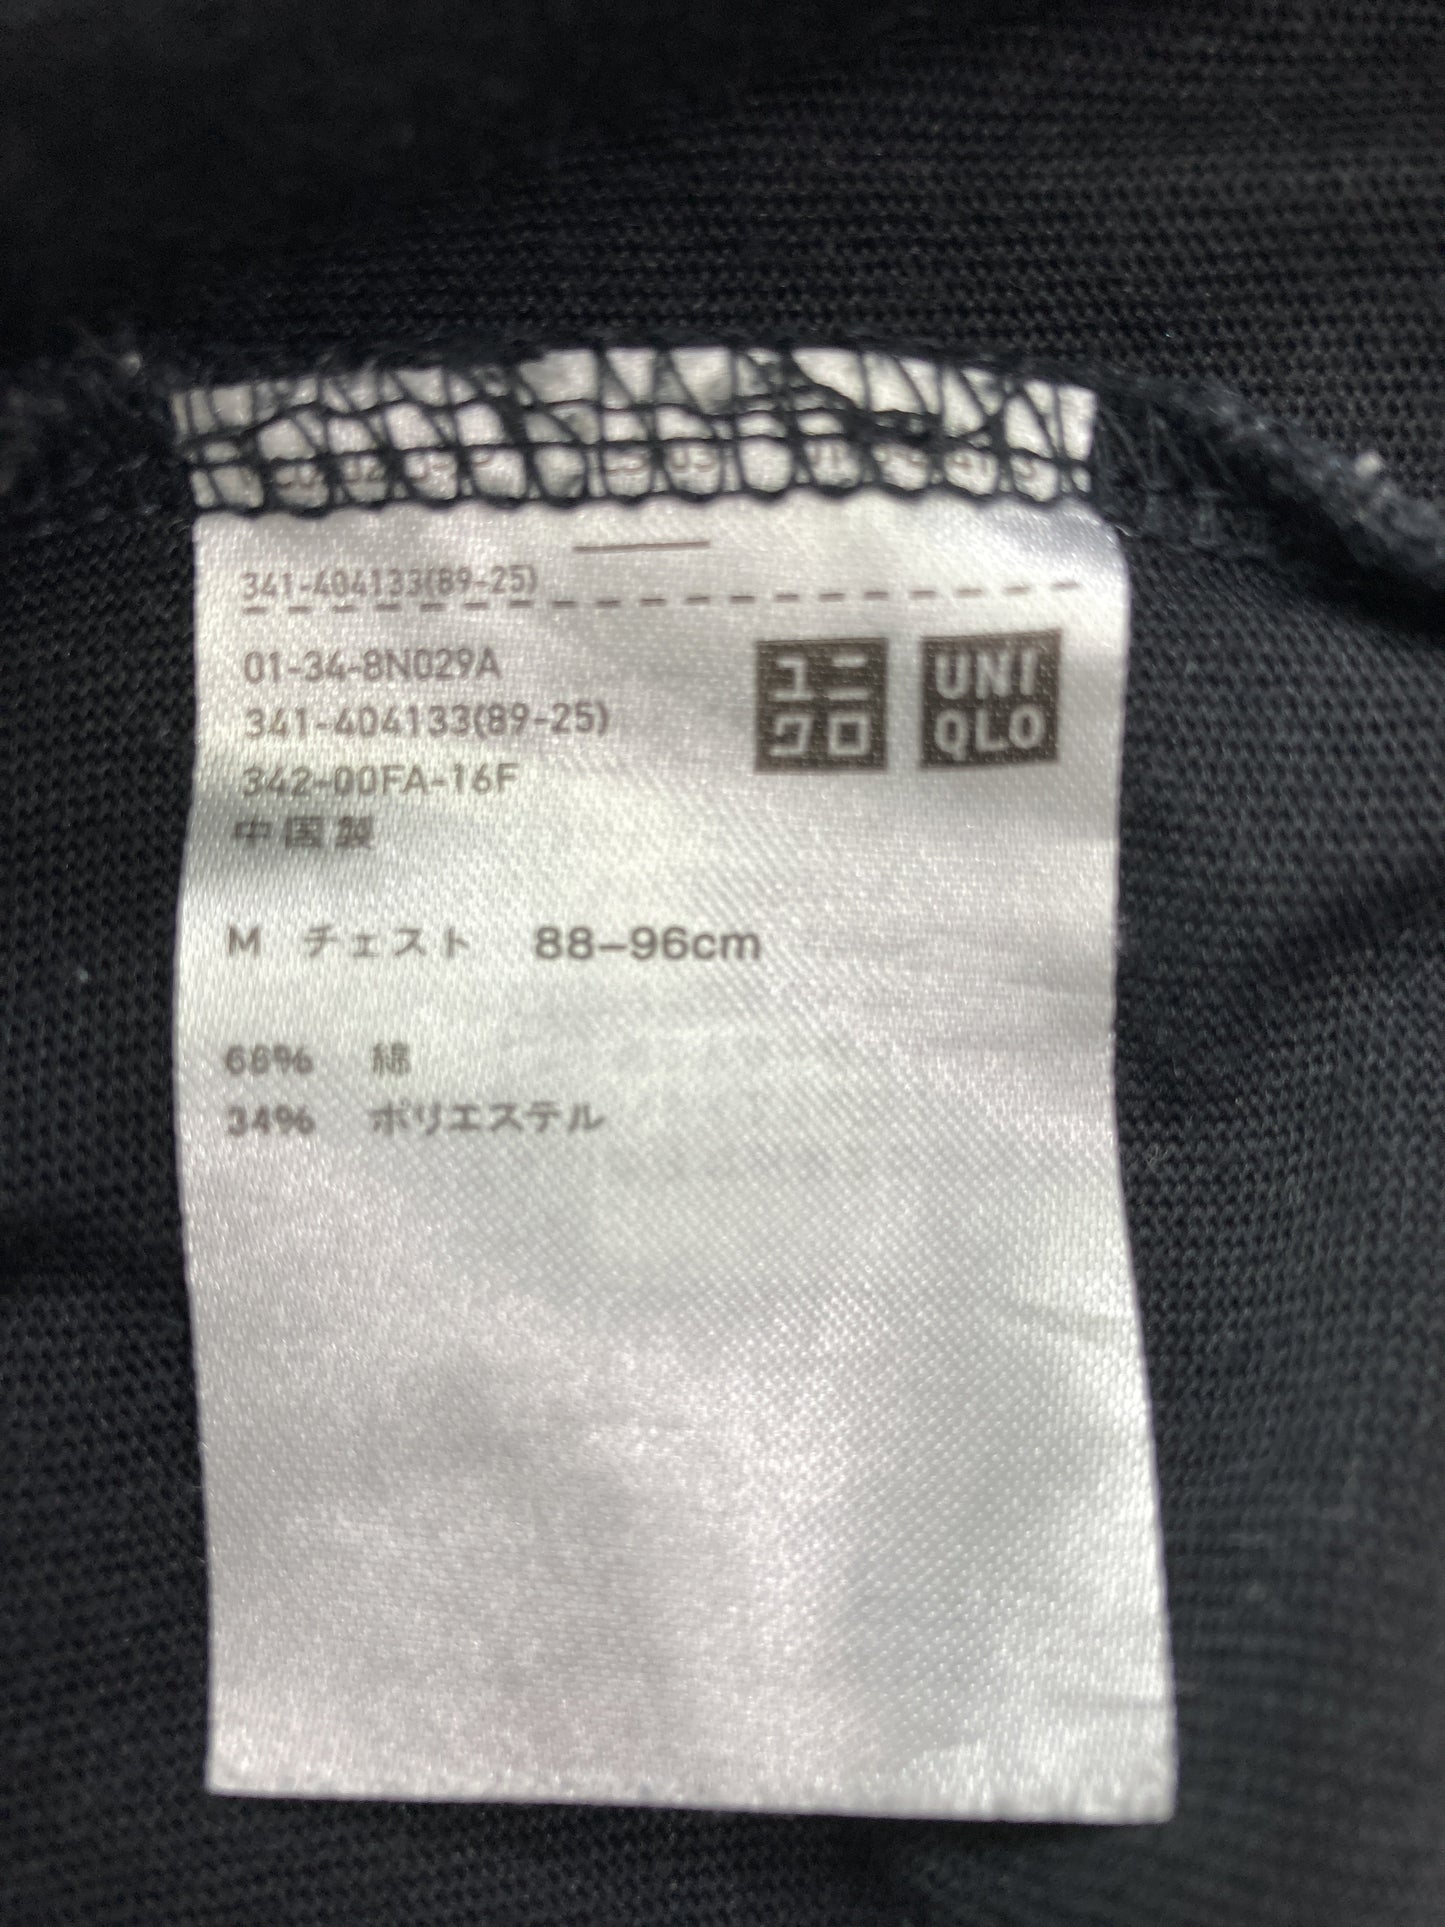 341-404133(89-25)
01-34-8N029A
341-404133(89-25)
342-00FA-16F
中国製
ユニ
クロ
UNI
QLO
M チェスト 88-96cm
66% 綿
34% ポリエステル